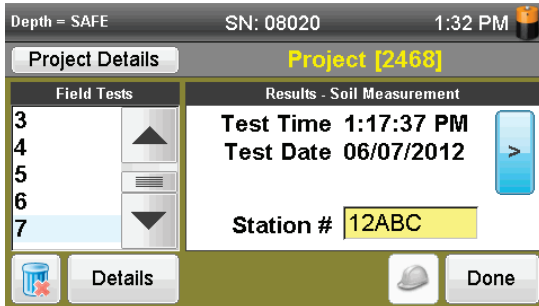 Depth = SAFE SN: 08020 1:32 PM
Project Details Project [2468]
Field Tests Results - Soil Measurement
3
4
5
6
7
Test Time 1:17:37 PM
Test Date 06/07/2012
>
Station # 12ABC
Details Done